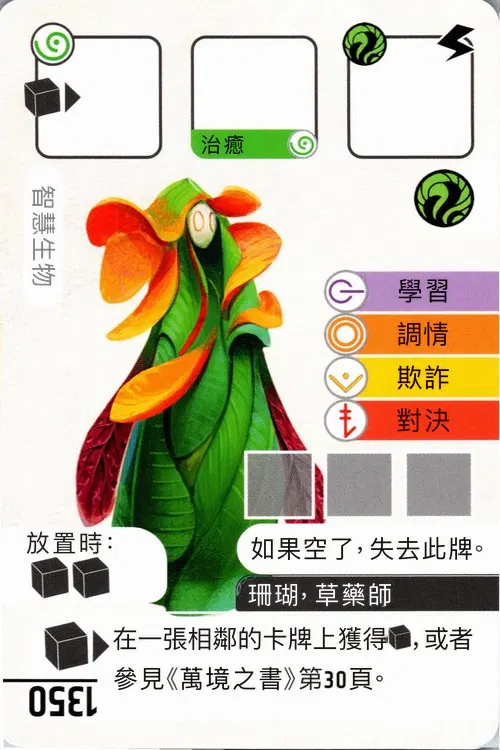 治癒
智慧生物
學習
調情
欺詐
對決
放置時：
如果空了，失去此牌。
珊瑚，草藥師
在一張相鄰的卡牌上獲得，或者
參見《萬境之書》第30頁。
1350